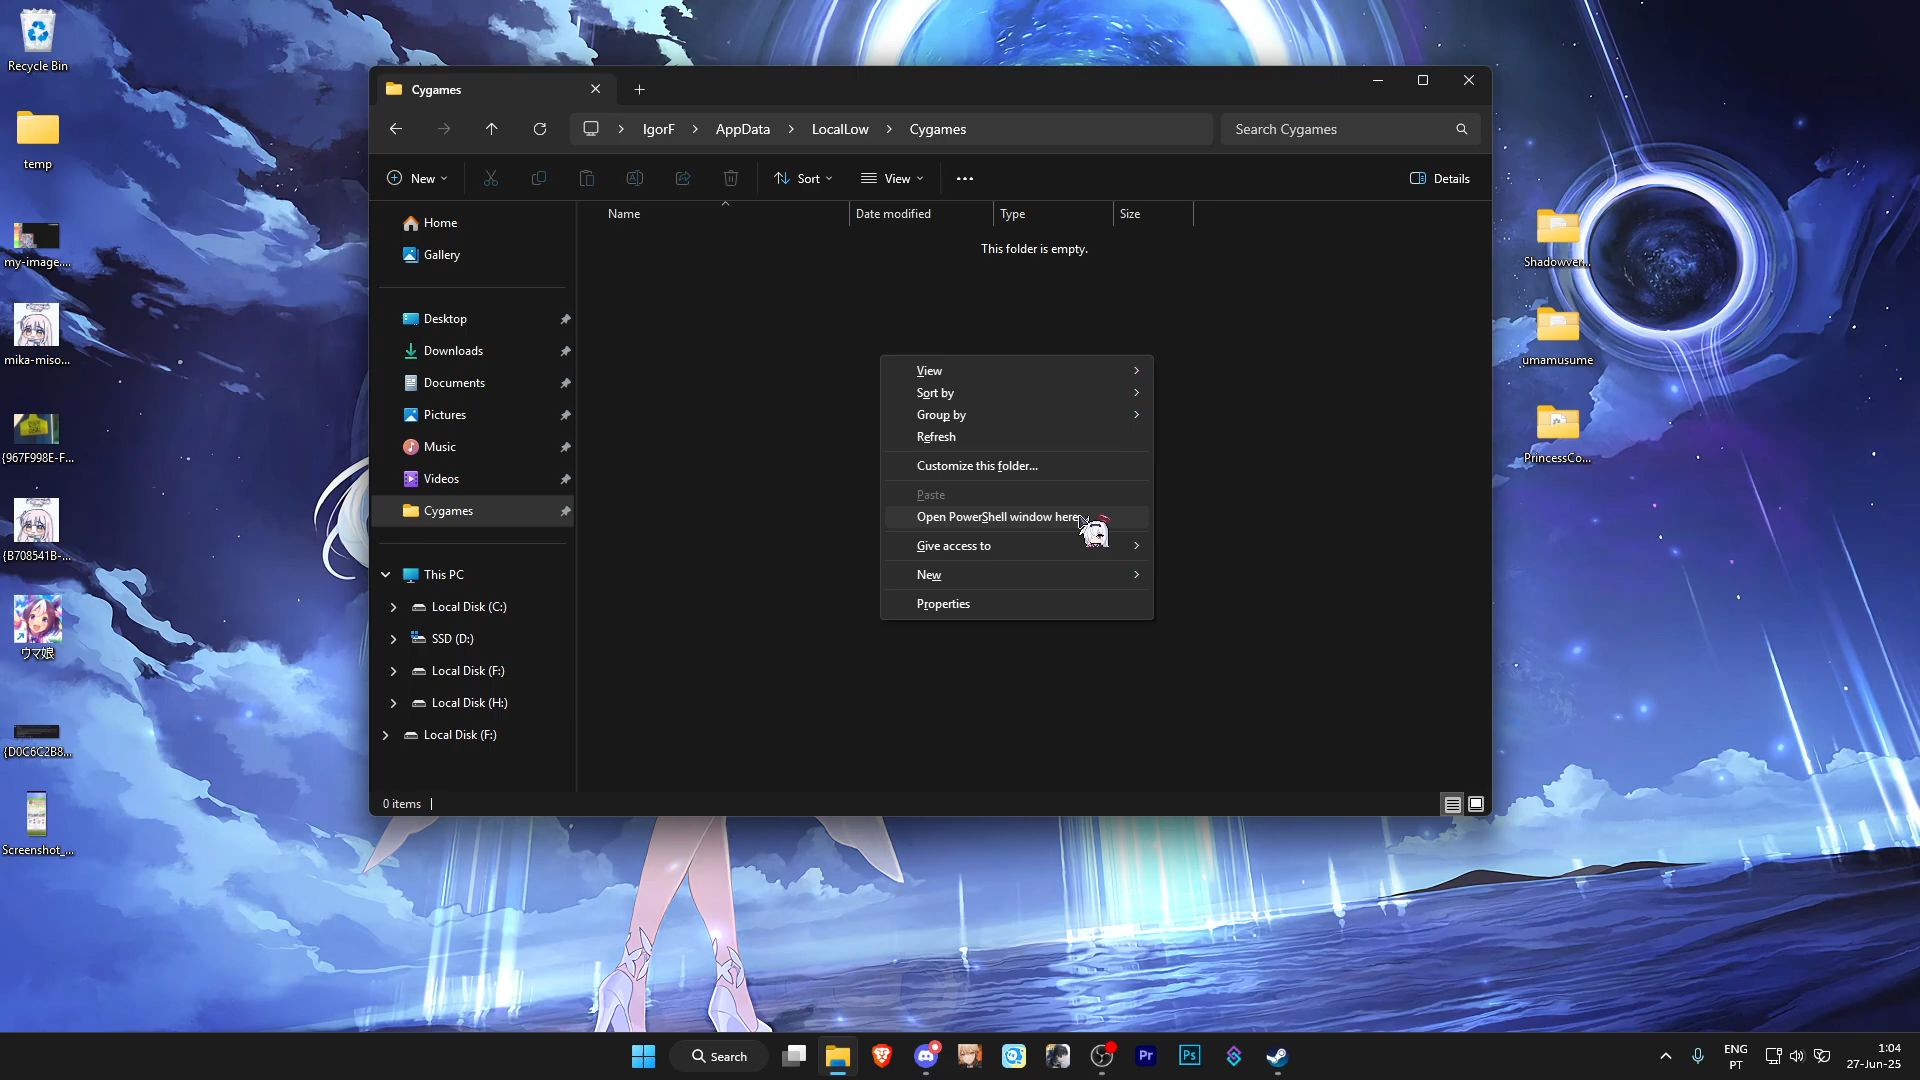 Recycle Bin
temp
my-image....
mika-miso...
{967F998E-F...
{B708541B-...
ウマ娘
{D0C6C2B8...
Screenshot_...
Cygames
IgorF > AppData > LocalLow > Cygames
Search Cygames
New
Sort
View
Details
Home
Gallery
Desktop
Downloads
Documents
Pictures
Music
Videos
Cygames
This PC
Local Disk (C:)
SSD (D:)
Local Disk (F:)
Local Disk (H:)
Local Disk (F:)
Name
Date modified
Type
Size
This folder is empty.
View
Sort by
Group by
Refresh
Customize this folder...
Paste
Open PowerShell window here
Give access to
New
Properties
0 items
Shadowver...
umamusume
PrincessCo...
Search
Pr
Ps
ENG
PT
1:04
27-Jun-25